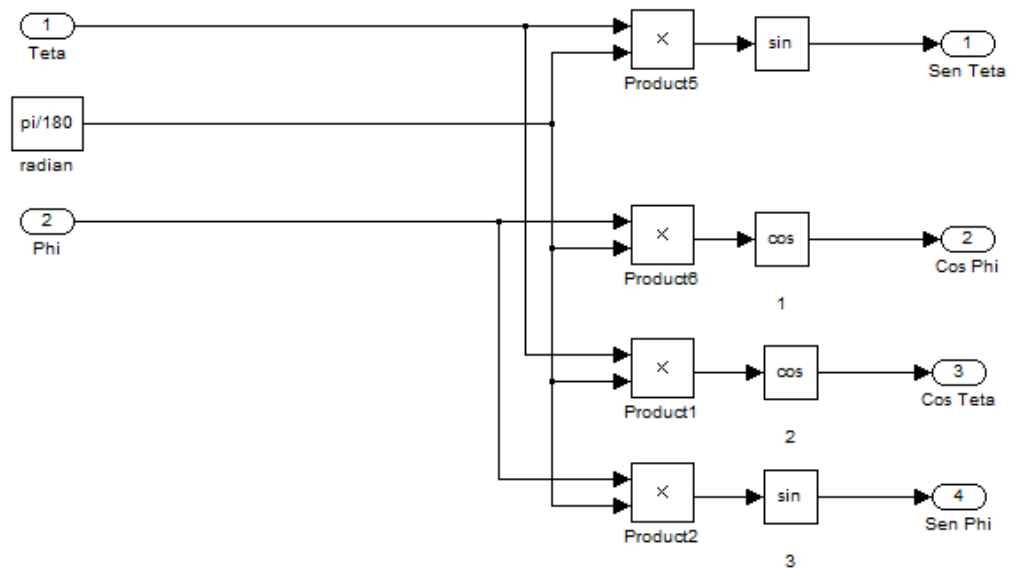 1
Teta
pi/180
radian
2
Phi
×
Product5
sin
1
Sen Teta
×
Product6
cos
1
2
Cos Phi
×
Product1
cos
2
3
Cos Teta
×
Product2
sin
3
4
Sen Phi